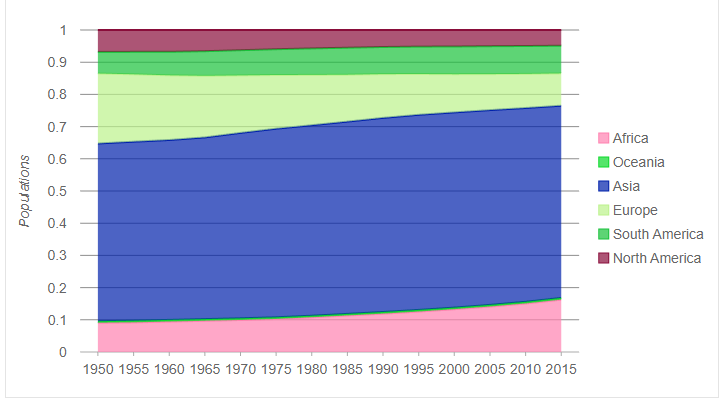 1
0.9
0.8
0.7
0.6
0.5
0.4
0.3
0.2
0.1
0
Populations
1950 1955 1960 1965 1970 1975 1980 1985 1990 1995 2000 2005 2010 2015
Africa
Oceania
Asia
Europe
South America
North America